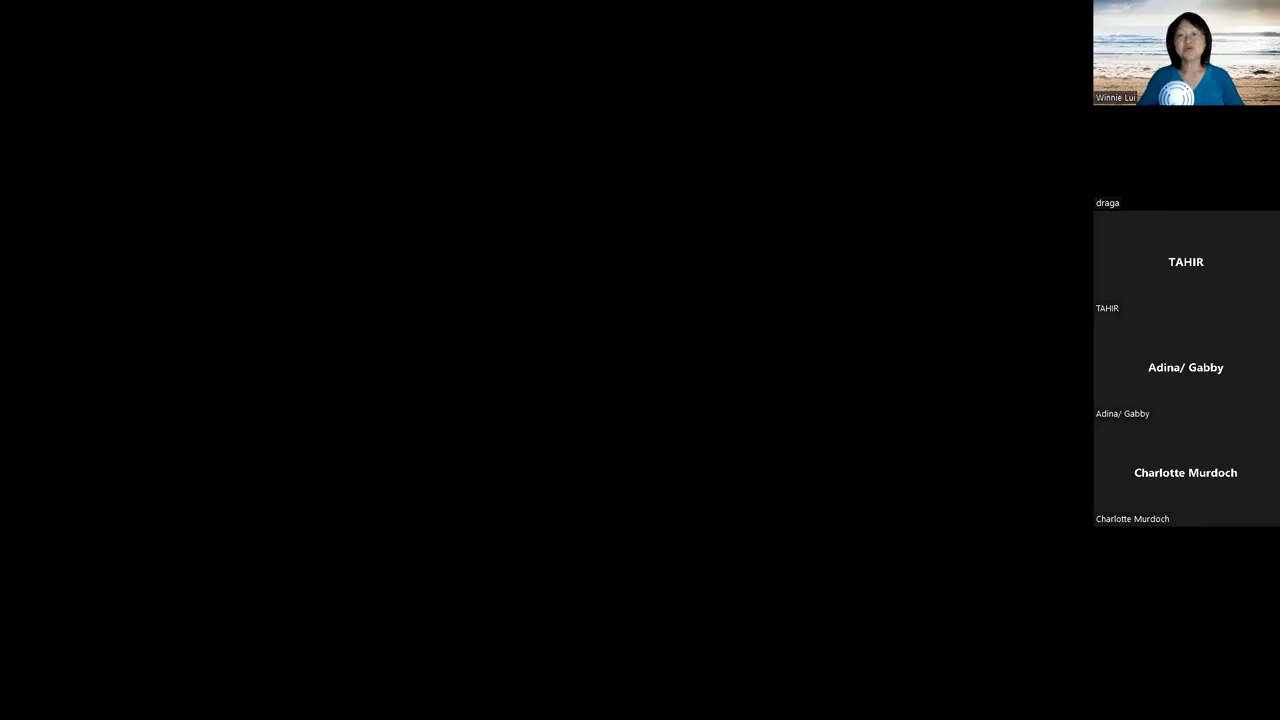 Winnie Lui
draga
TAHIR
TAHIR
Adina/ Gabby
Adina/ Gabby
Charlotte Murdoch
Charlotte Murdoch